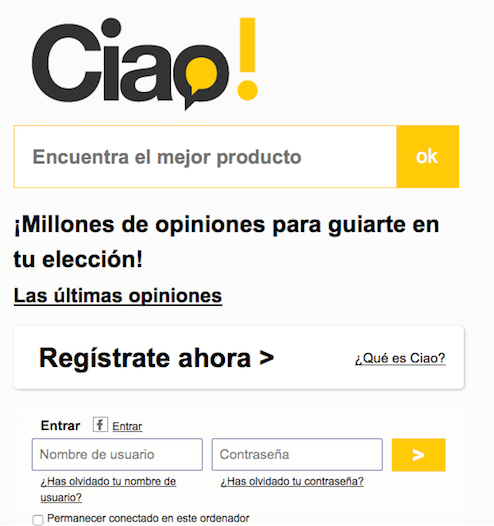 Ciao!
Encuentra el mejor producto
ok
¡Millones de opiniones para guiarte en
tu elección!
Las últimas opiniones
Regístrate ahora >
¿Qué es Ciao?
Entrar
f
Entrar
Nombre de usuario
Contraseña
>
¿Has olvidado tu nombre de
usuario?
¿Has olvidado tu contraseña?
Permanecer conectado en este ordenador